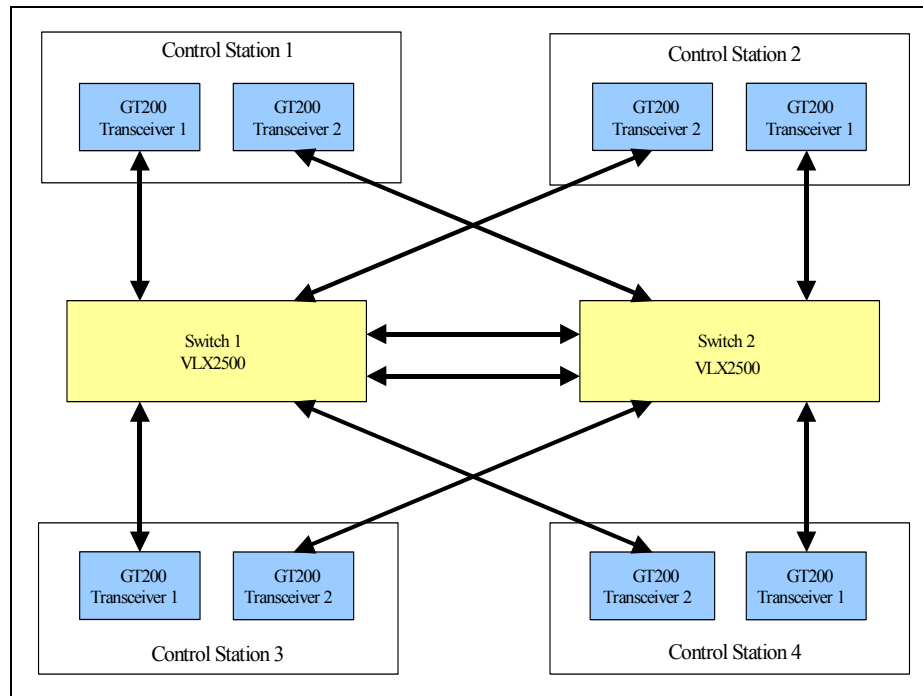 Control Station 1
GT200
Transceiver 1
GT200
Transceiver 2
Control Station 2
GT200
Transceiver 2
GT200
Transceiver 1
Switch 1
VLX2500
Switch 2
VLX2500
GT200
Transceiver 1
GT200
Transceiver 2
Control Station 3
GT200
Transceiver 2
GT200
Transceiver 1
Control Station 4